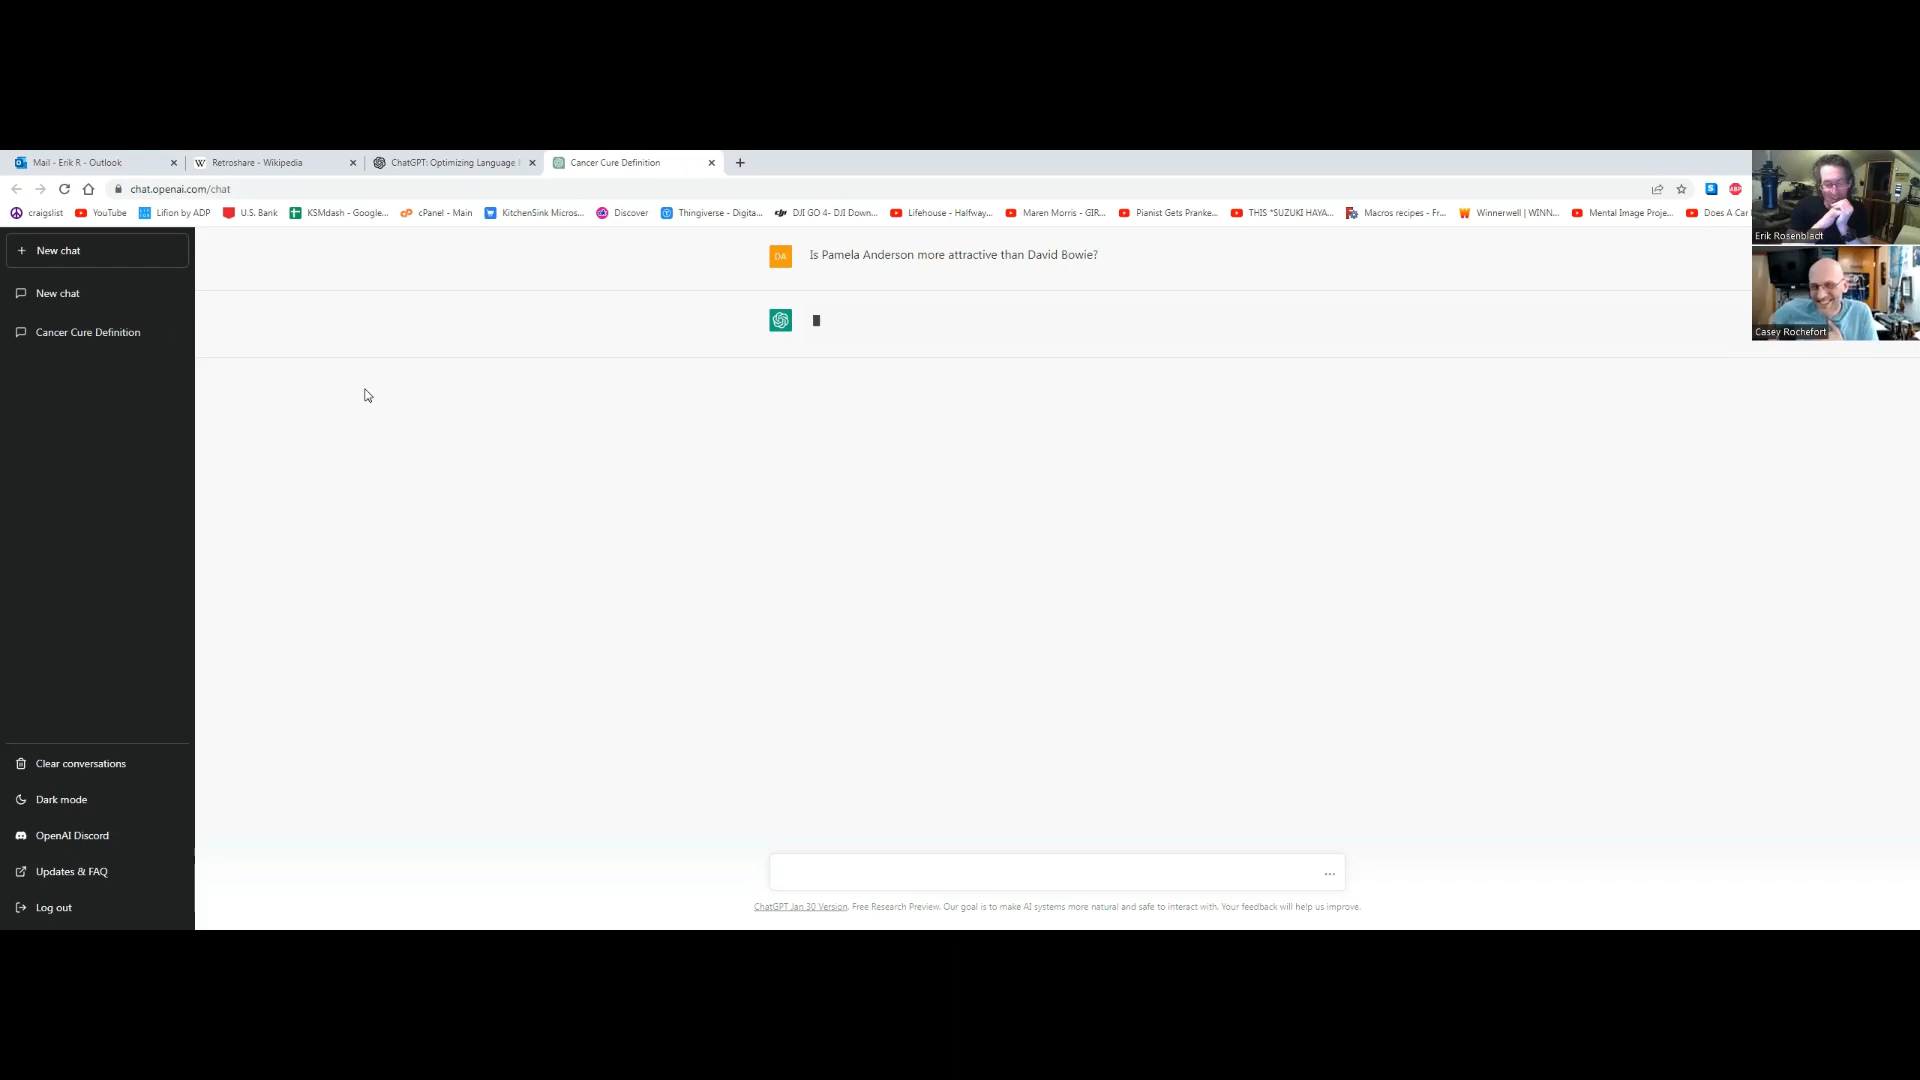 Mail - Erik R - Outlook
Retroshare - Wikipedia
ChatGPT: Optimizing Language
Cancer Cure Definition
chat.openai.com/chat
craigslist
YouTube
Lifion by ADP
U.S. Bank
KSMdash - Google...
cPanel - Main
KitchenSink Micros...
Discover
Thingiverse - Digita...
DJI GO 4- DJI Down...
Lifehouse - Halfway...
Maren Morris - GIR...
Pianist Gets Pranke...
THIS *SUZUKI HAYA...
Macros recipes - Fr...
Winnerwell | WINN...
Mental Image Proje...
Does A Car
Erik Rosenbladt
Casey Rochefort
New chat
New chat
Cancer Cure Definition
DA
Is Pamela Anderson more attractive than David Bowie?
Clear conversations
Dark mode
OpenAI Discord
Updates & FAQ
Log out
ChatGPT Jan 30 Version. Free Research Preview. Our goal is to make AI systems more natural and safe to interact with. Your feedback will help us improve.